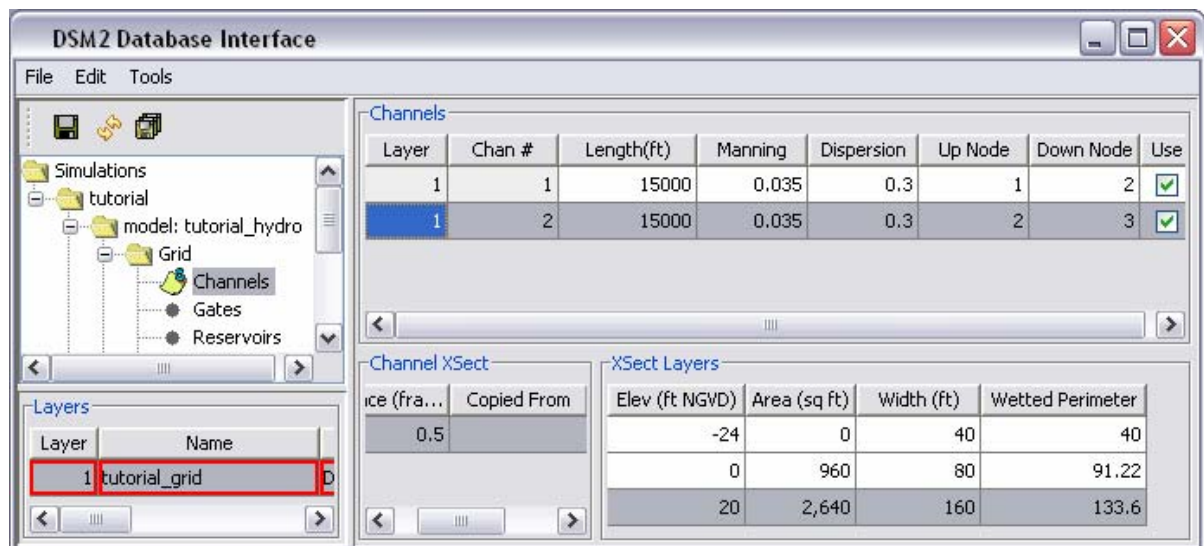 DSM2 Database Interface
File Edit Tools
Simulations
tutorial
model: tutorial_hydro
Grid
Channels
Gates
Reservoirs
Layers
Layer Name
1 tutorial_grid D
Channels
Layer Chan # Length(ft) Manning Dispersion Up Node Down Node Use
1 1 15000 0.035 0.3 1 2
1 2 15000 0.035 0.3 2 3
Channel XSect
ice (fra... Copied From
0.5
XSect Layers
Elev (ft NGVD) Area (sq ft) Width (ft) Wetted Perimeter
-24 0 40 40
0 960 80 91.22
20 2,640 160 133.6